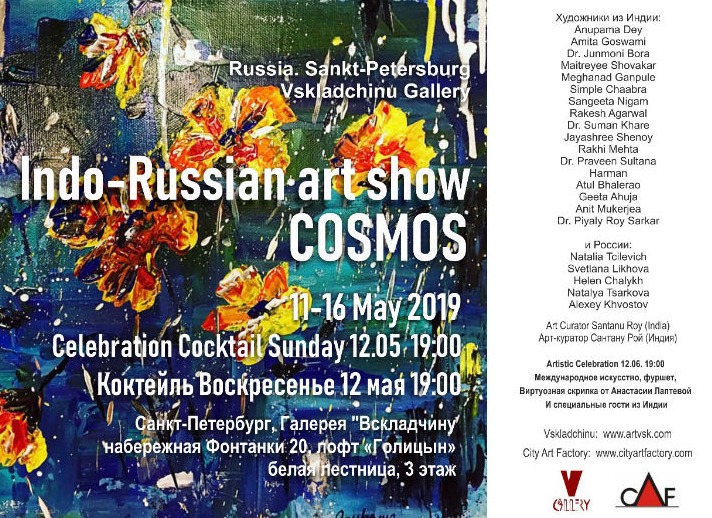 Russia. Sankt-Petersburg
Vskladchinu Gallery
Indo-Russian art show
COSMOS
11-16 May 2019
Celebration Cocktail Sunday 12.05 19:00
Коктейль Воскресенье 12 мая 19:00
Санкт-Петербург, Галерея "Вскладчину"
набережная Фонтанки 20, лофт «Голицын»
белая лестница, 3 этаж
Художники из Индии:
Anupama Dey
Amita Goswami
Dr. Junmoni Bora
Maitreyee Shovakar
Meghanad Ganpule
Simple Chaabra
Sangeeta Nigam
Rakesh Agarwal
Dr. Suman Khare
Jayashree Shenoy
Rakhi Mehta
Dr. Praveen Sultana
Harman
Atul Bhalerao
Geeta Ahuja
Anit Mukerjea
Dr. Piyaly Roy Sarkar
и России:
Natalia Tcilevich
Svetlana Likhova
Helen Chalykh
Natalya Tsarkova
Alexey Khvostov
Art Curator Santanu Roy (India)
Арт-куратор Сантану Рой (Индия)
Artistic Celebration 12.06. 19:00
Международное искусство, фуршет,
Виртуозная скрипка от Анастасии Лаптевой
И специальные гости из Индии
Vskladchinu: www.artvsk.com
City Art Factory: www.cityartfactory.com
V
GALLERY
CAF